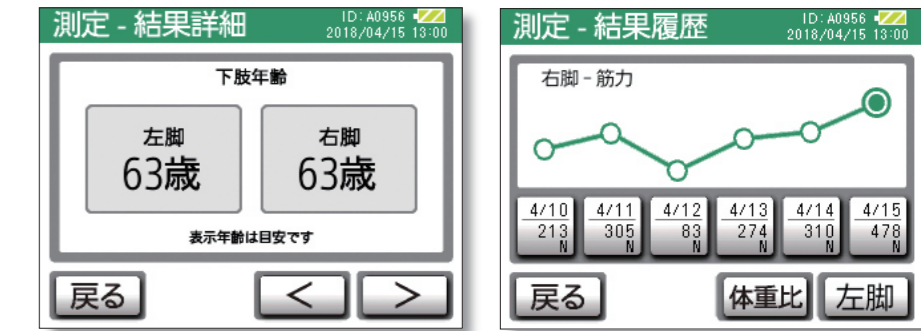 測定 - 結果詳細
ID: A0956
2018/04/15 13:00
下肢年齢
左脚
63歳
右脚
63歳
表示年齢は目安です
戻る
<
>
測定 - 結果履歴
ID: A0956
2018/04/15 13:00
右脚 - 筋力
4/10
213
N
4/11
305
N
4/12
83
N
4/13
274
N
4/14
310
N
4/15
478
N
戻る
体重比
左脚